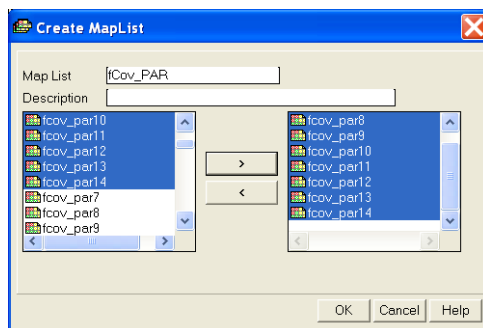 Create MapList
Map List fCov_PAR
Description
fcov_par10
fcov_par11
fcov_par12
fcov_par13
fcov_par14
fcov_par7
fcov_par8
fcov_par9
>
<
fcov_par8
fcov_par9
fcov_par10
fcov_par11
fcov_par12
fcov_par13
fcov_par14
OK Cancel Help